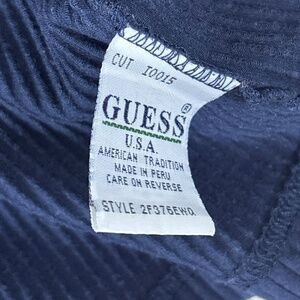 CUT I0015
GUESS®
U.S.A.
AMERICAN TRADITION
MADE IN PERU
CARE ON REVERSE
STYLE 2F376EWO